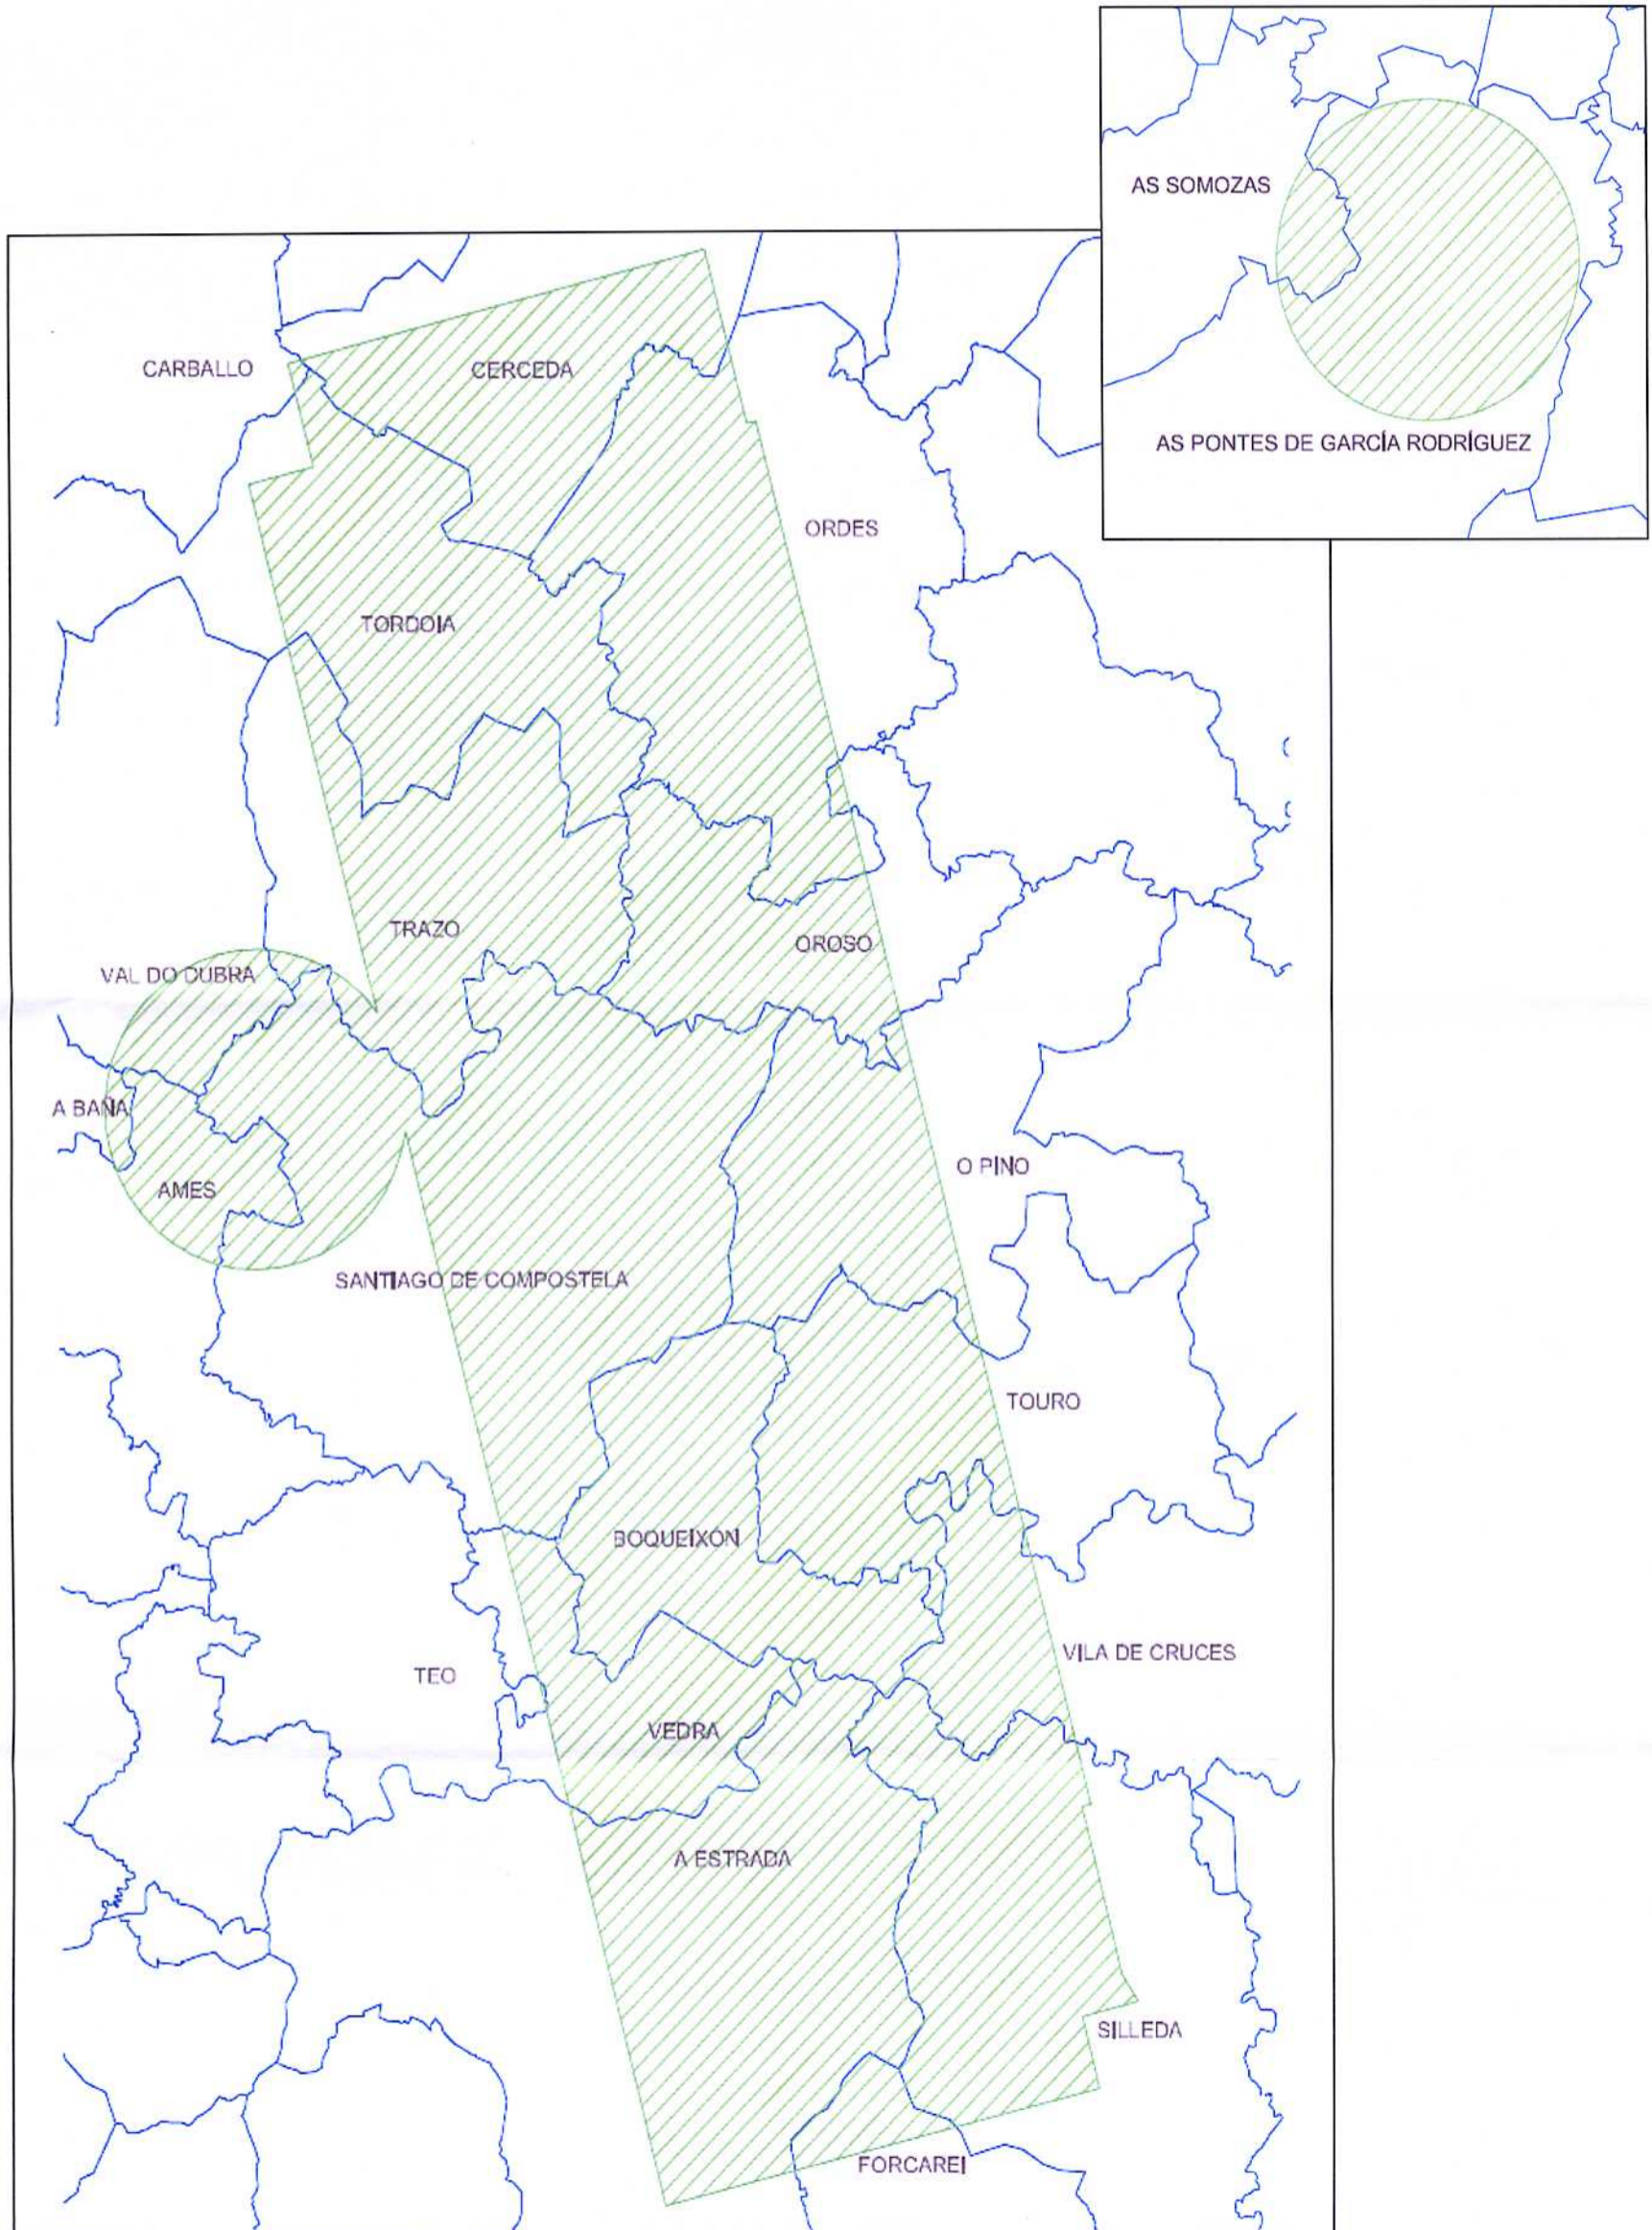 AS SOMOZAS
AS PONTES DE GARCÍA RODRÍGUEZ
CARBALLO
CERCEDA
ORDES
TORDOIA
TRAZO
OROSO
VAL DO DUBRA
A BAÑA
AMES
O PINO
SANTIAGO DE COMPOSTELA
TOURO
BOQUEIXÓN
VILA DE CRUCES
TEO
VEDRA
A ESTRADA
SILLEDA
FORCAREI